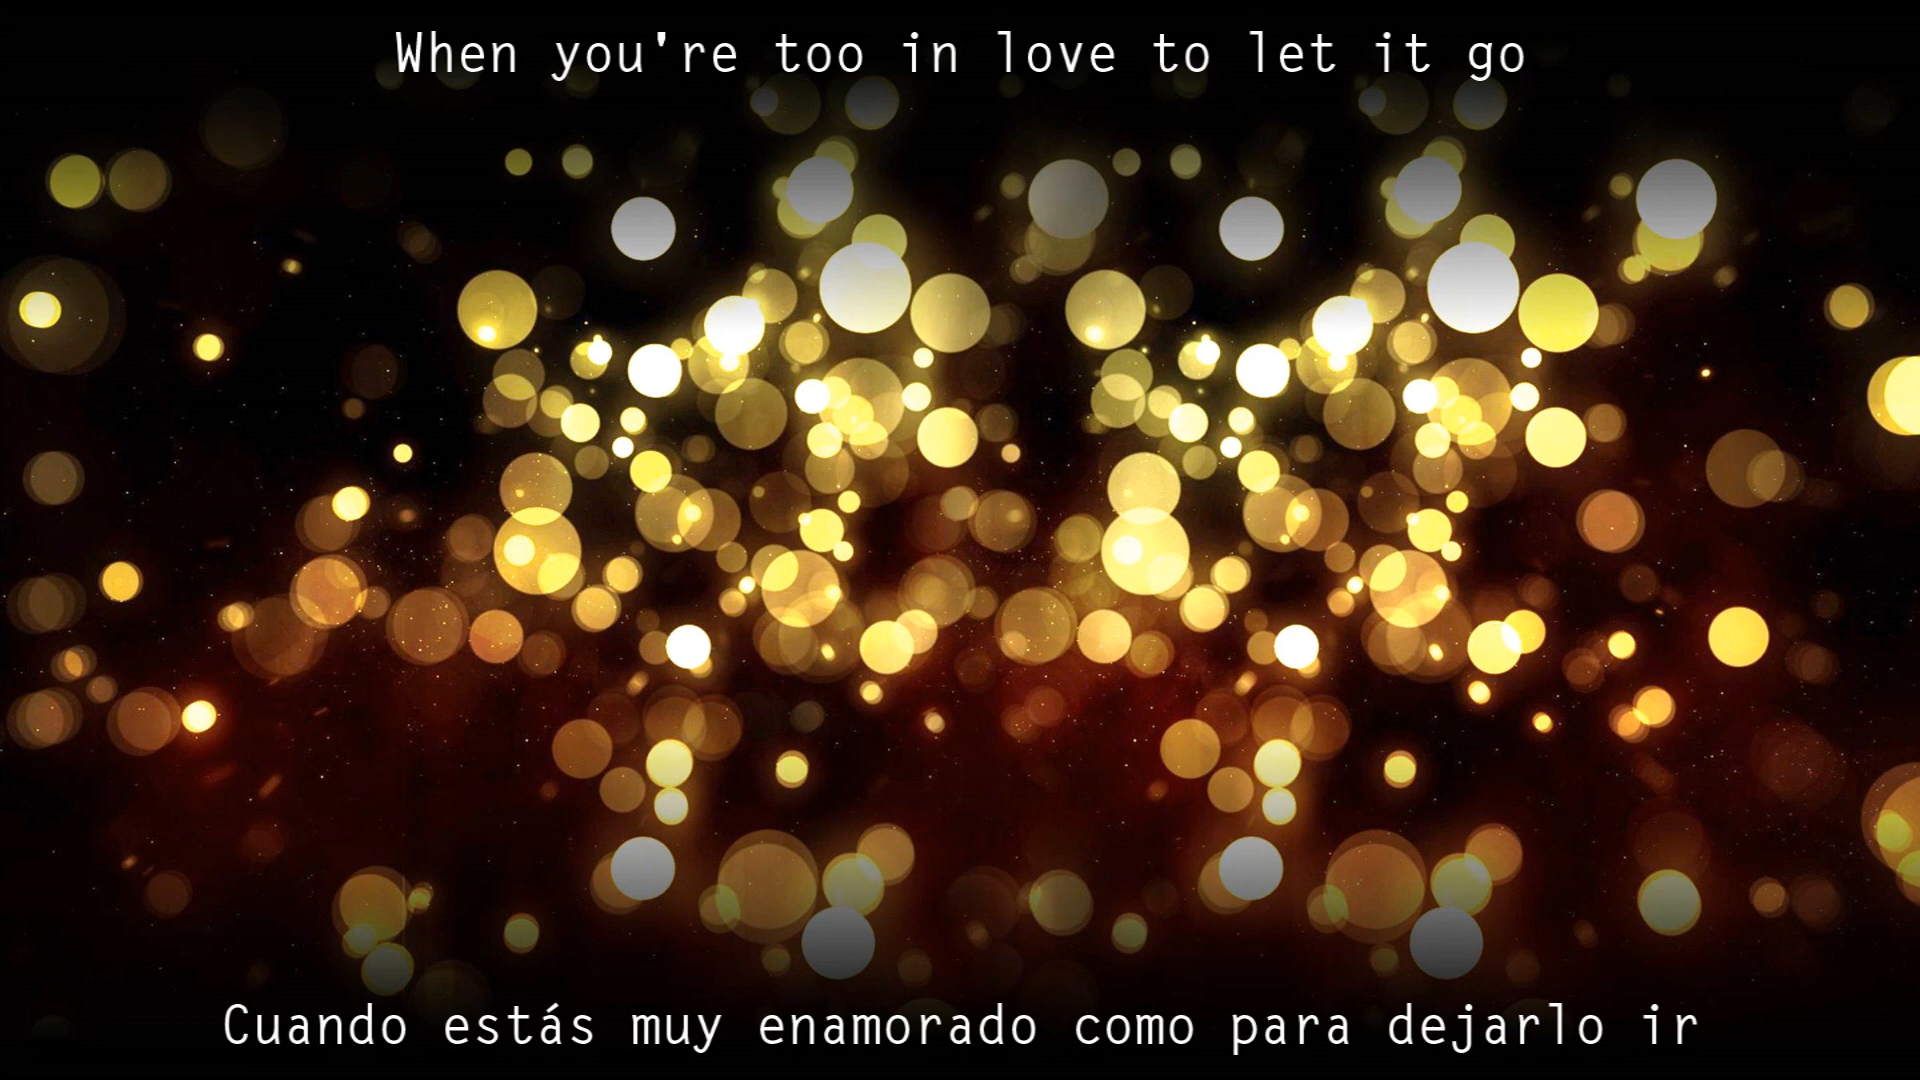 When you're too in love to let it go
Cuando estás muy enamorado como para dejarlo ir